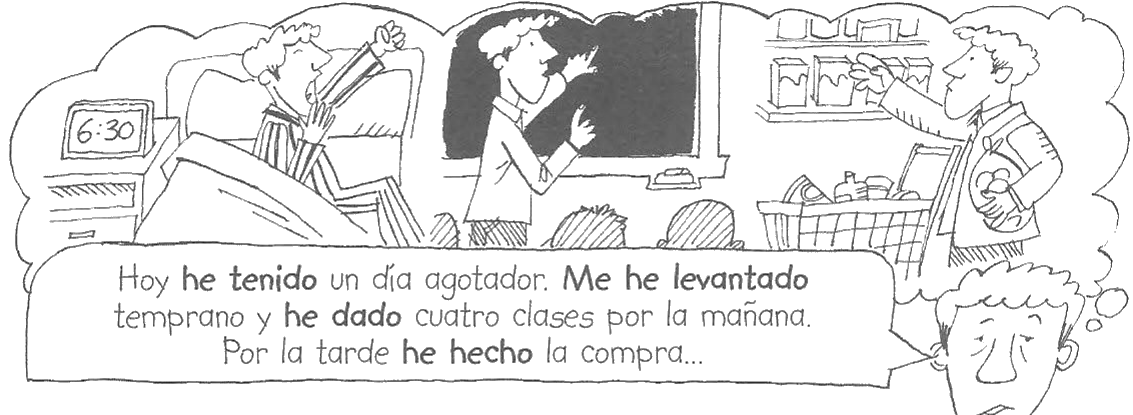 6:30
Hoy he tenido un día agotador. Me he levantado
temprano y he dado cuatro clases por la mañana.
Por la tarde he hecho la compra...